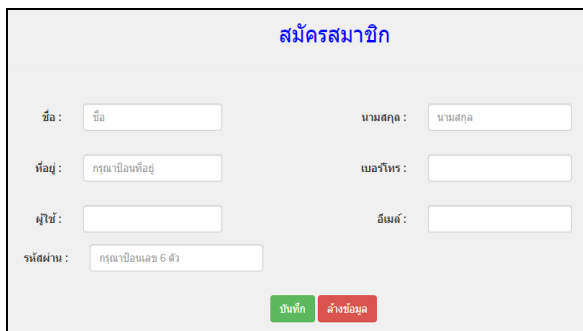 สมัครสมาชิก
ชื่อ : ชื่อ นามสกุล : นามสกุล
ที่อยู่ : กรุณาป้อนที่อยู่ เบอร์โทร :
ผู้ใช้ : อีเมล์ :
รหัสผ่าน : กรุณาป้อนเลข 6 ตัว
บันทึก ล้างข้อมูล